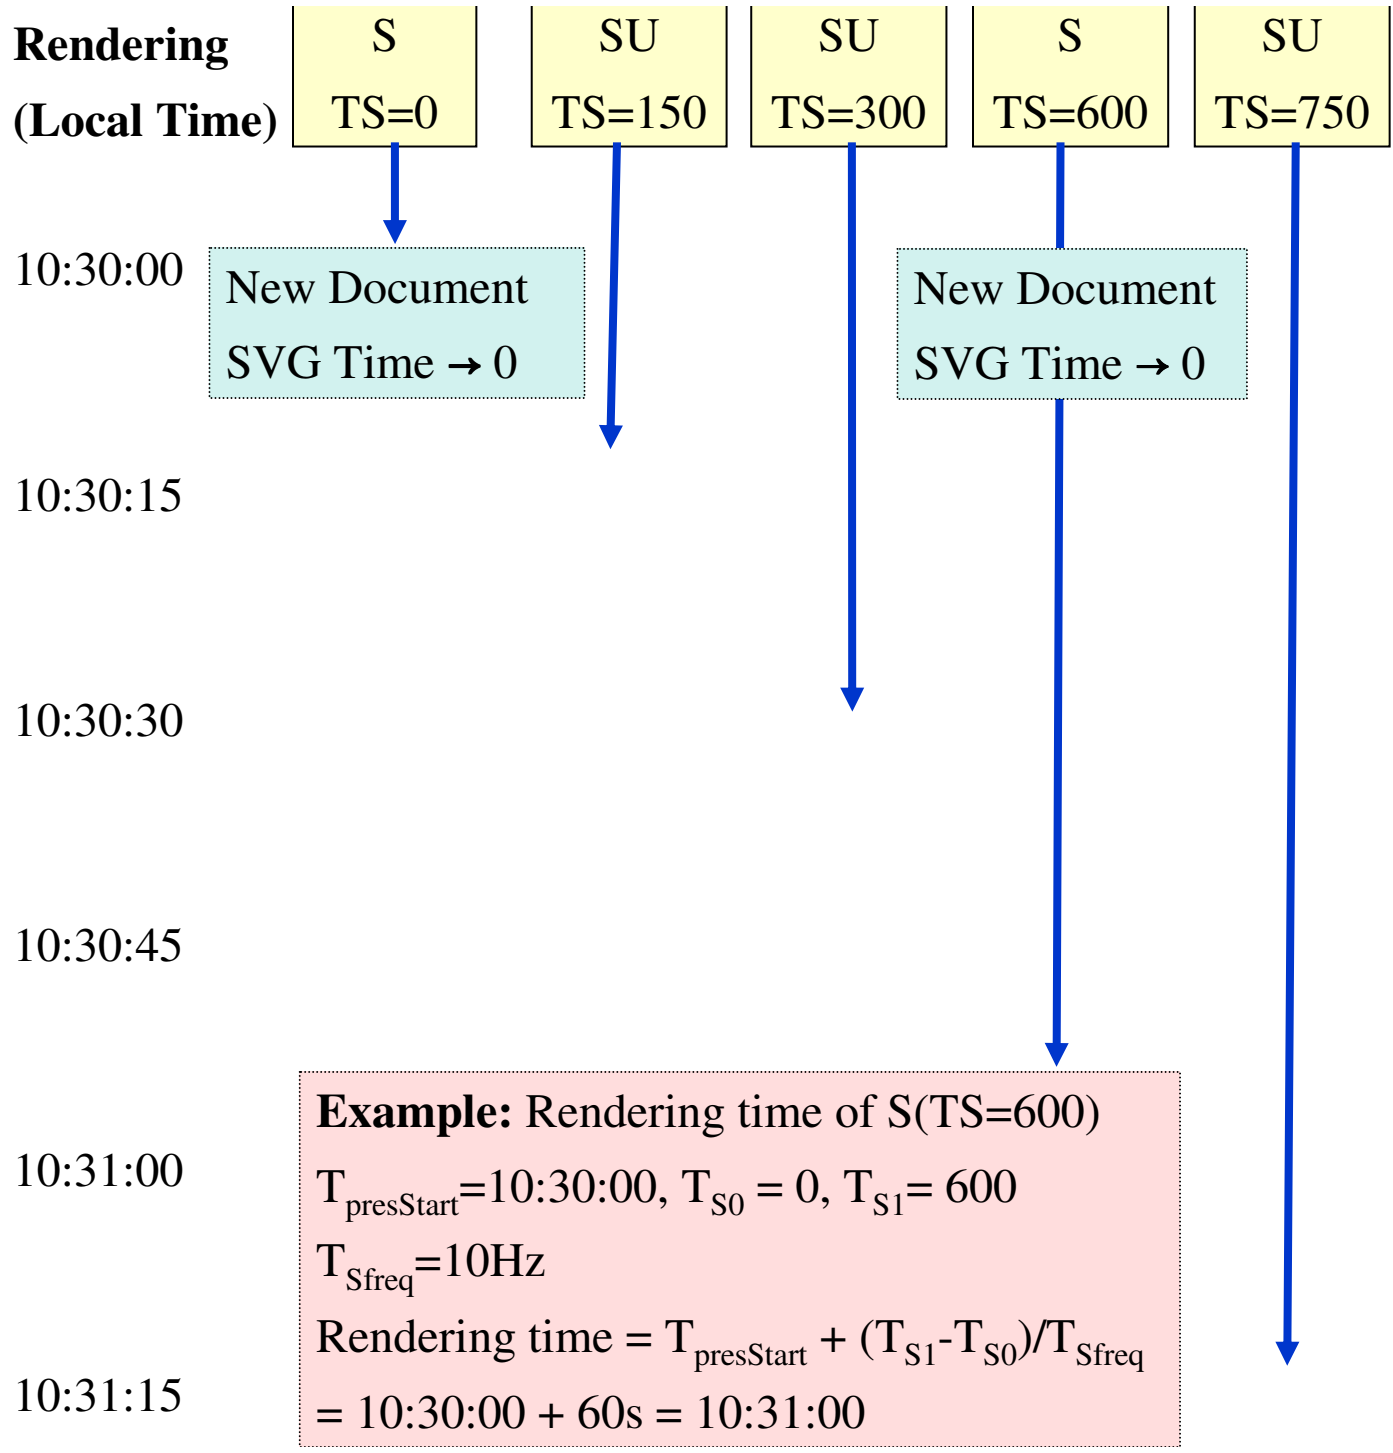 Rendering
(Local Time)
S
TS=0
SU
TS=150
SU
TS=300
S
TS=600
SU
TS=750
10:30:00
New Document
SVG Time → 0
New Document
SVG Time → 0
10:30:15
10:30:30
10:30:45
10:31:00
10:31:15
Example: Rendering time of S(TS=600)
TpresStart=10:30:00, TS0 = 0, TS1= 600
TSfreq=10Hz
Rendering time = TpresStart + (TS1-TS0)/TSfreq
= 10:30:00 + 60s = 10:31:00